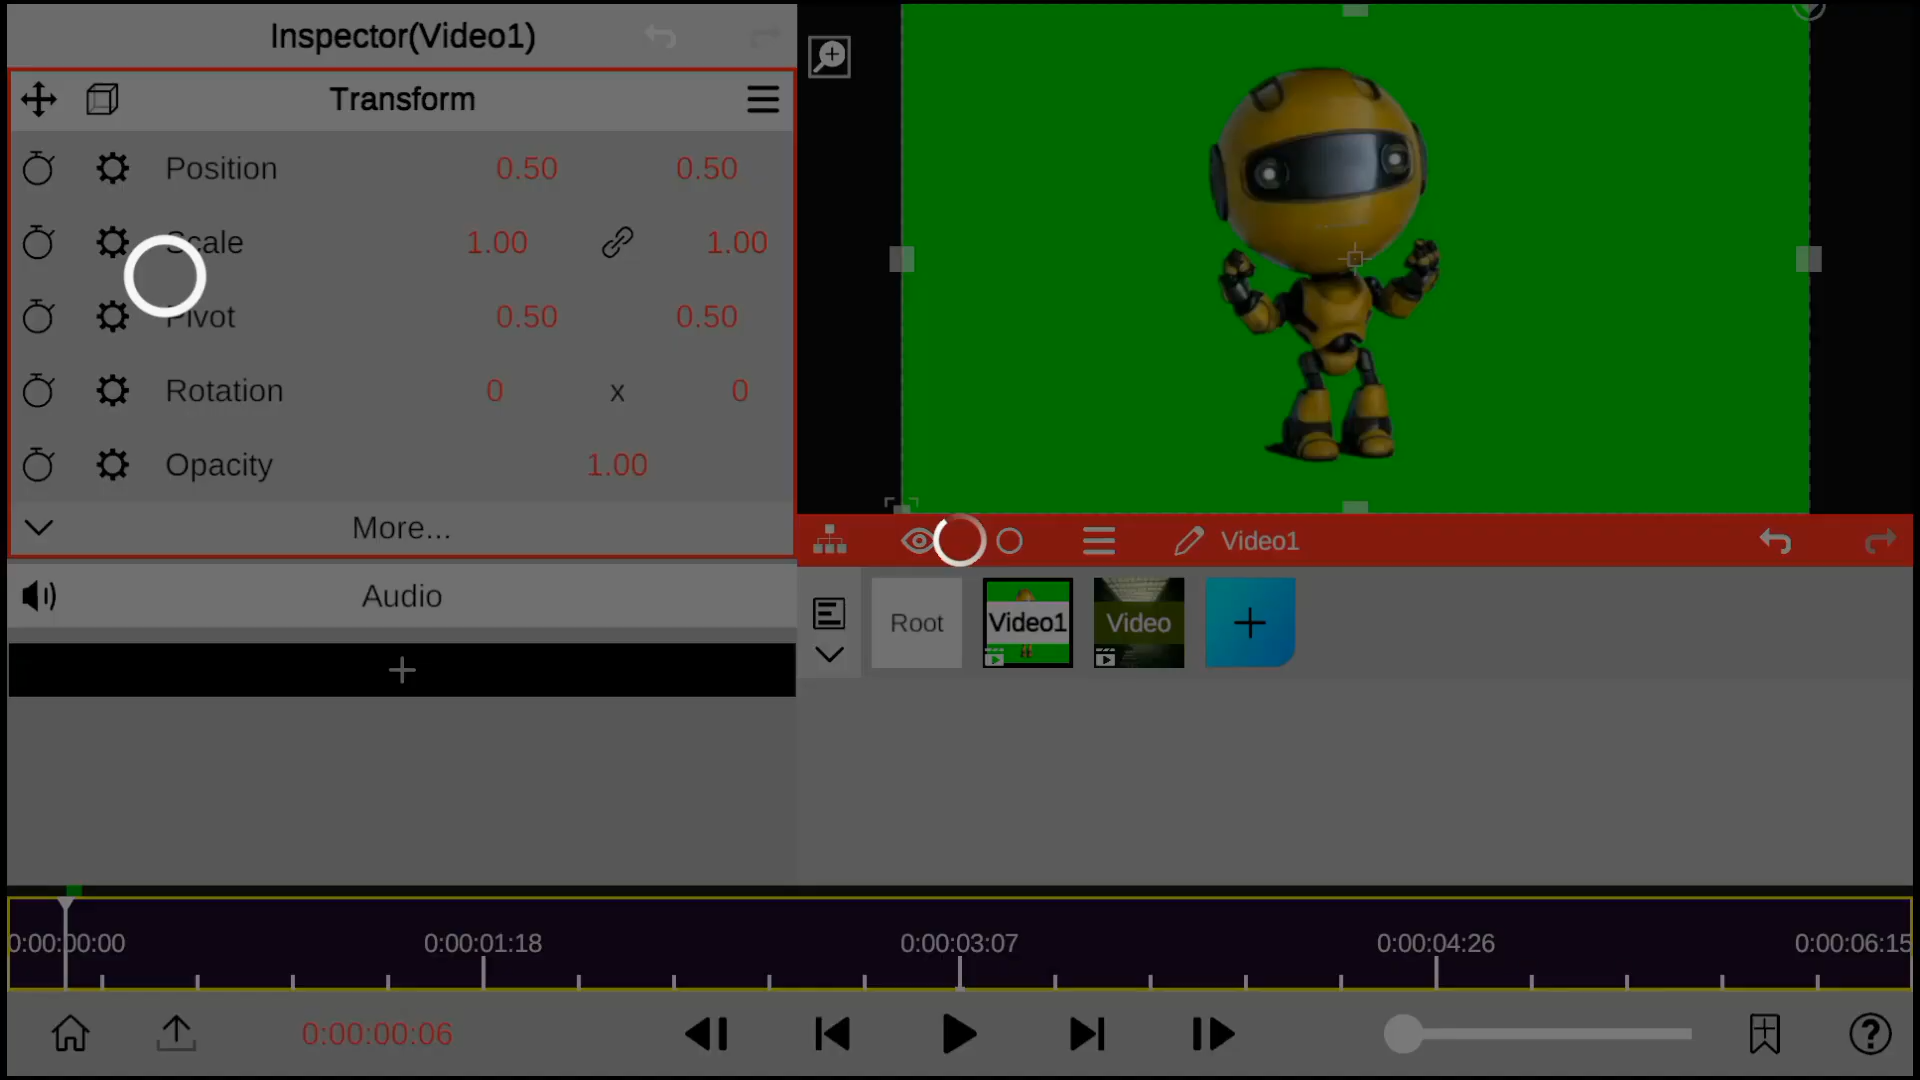 Inspector(Video1)
Transform
Position 0.50 0.50
Scale 1.00 1.00
Pivot 0.50 0.50
Rotation 0 x 0
Opacity 1.00
More...
Audio
Video1
Root Video1 Video
0:00:00:00 0:00:01:18 0:00:03:07 0:00:04:26 0:00:06:15
0:00:00:06